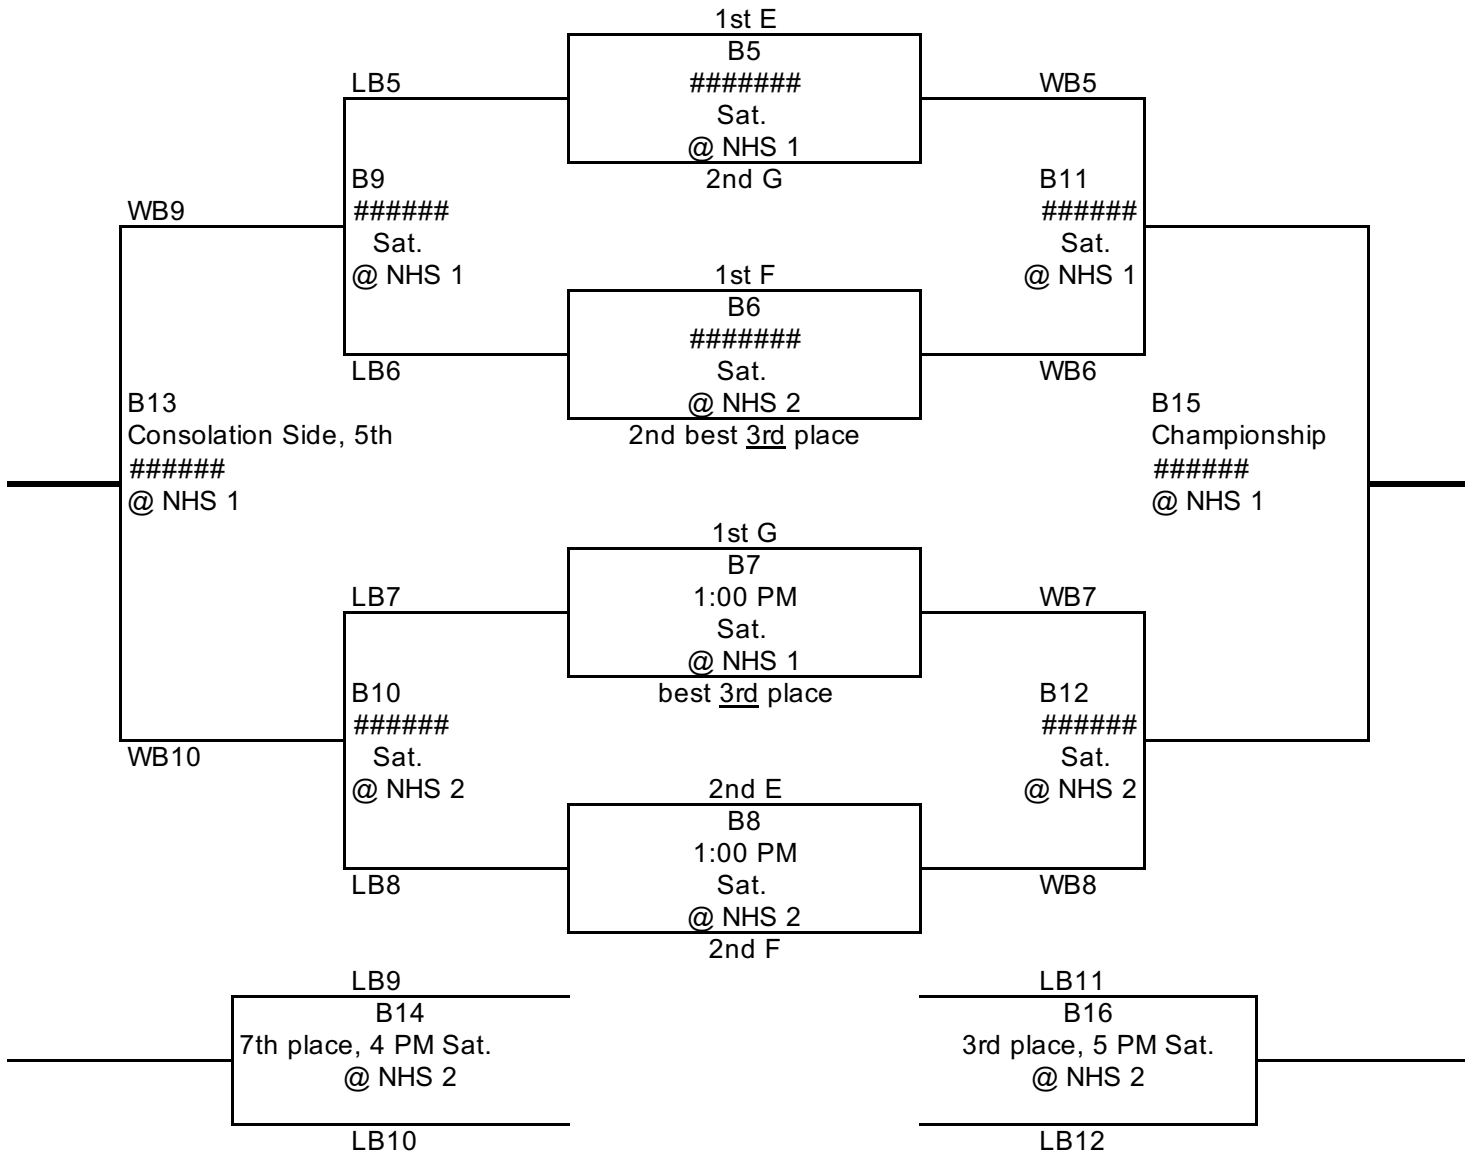 1st E
B5
LB5
#######
WB5
Sat.
@ NHS 1
B9
2nd G
B11
WB9
######
######
Sat.
Sat.
@ NHS 1
1st F
@ NHS 1
B6
#######
LB6
Sat.
WB6
B13
@ NHS 2
B15
Consolation Side, 5th
2nd best 3rd place
Championship
######
######
@ NHS 1
@ NHS 1
1st G
B7
LB7
1:00 PM
WB7
Sat.
@ NHS 1
B10
best 3rd place
B12
######
######
WB10
Sat.
Sat.
@ NHS 2
2nd E
@ NHS 2
B8
1:00 PM
LB8
Sat.
WB8
@ NHS 2
2nd F
LB9
LB11
B14
B16
7th place, 4 PM Sat.
3rd place, 5 PM Sat.
@ NHS 2
@ NHS 2
LB10
LB12